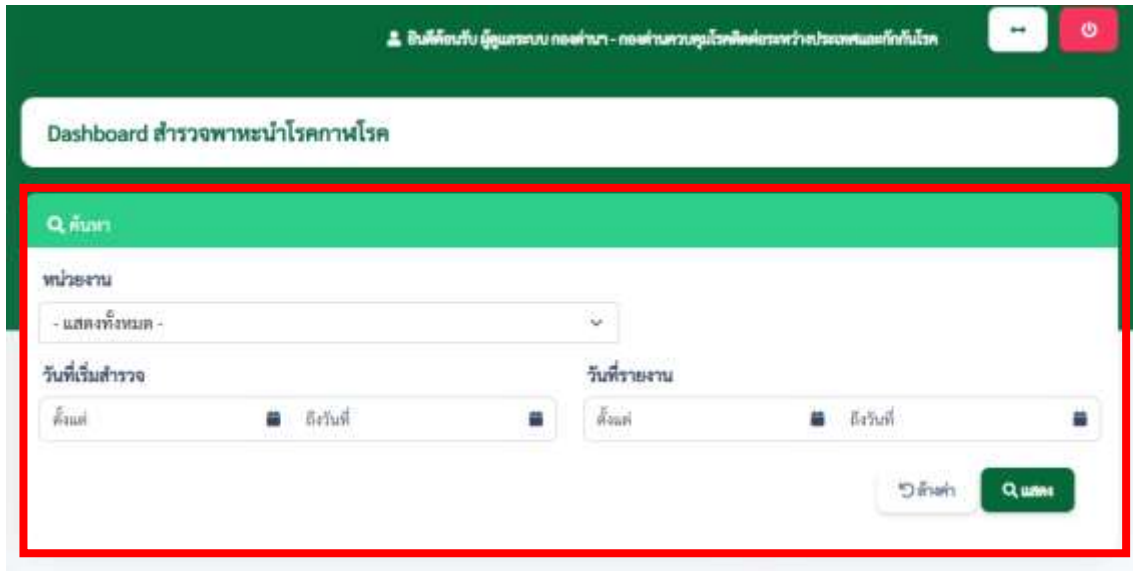 ยินดีต้อนรับ ผู้ดูแลระบบ กองด่านฯ - กองด่านควบคุมโรคติดต่อระหว่างประเทศและกักกันโรค
Dashboard สำรวจพาหะนำโรคกาฬโรค
ค้นหา
หน่วยงาน
- แสดงทั้งหมด -
วันที่เริ่มสำรวจ วันที่รายงาน
ตั้งแต่ ถึงวันที่ ตั้งแต่ ถึงวันที่
ล้างค่า แสดง